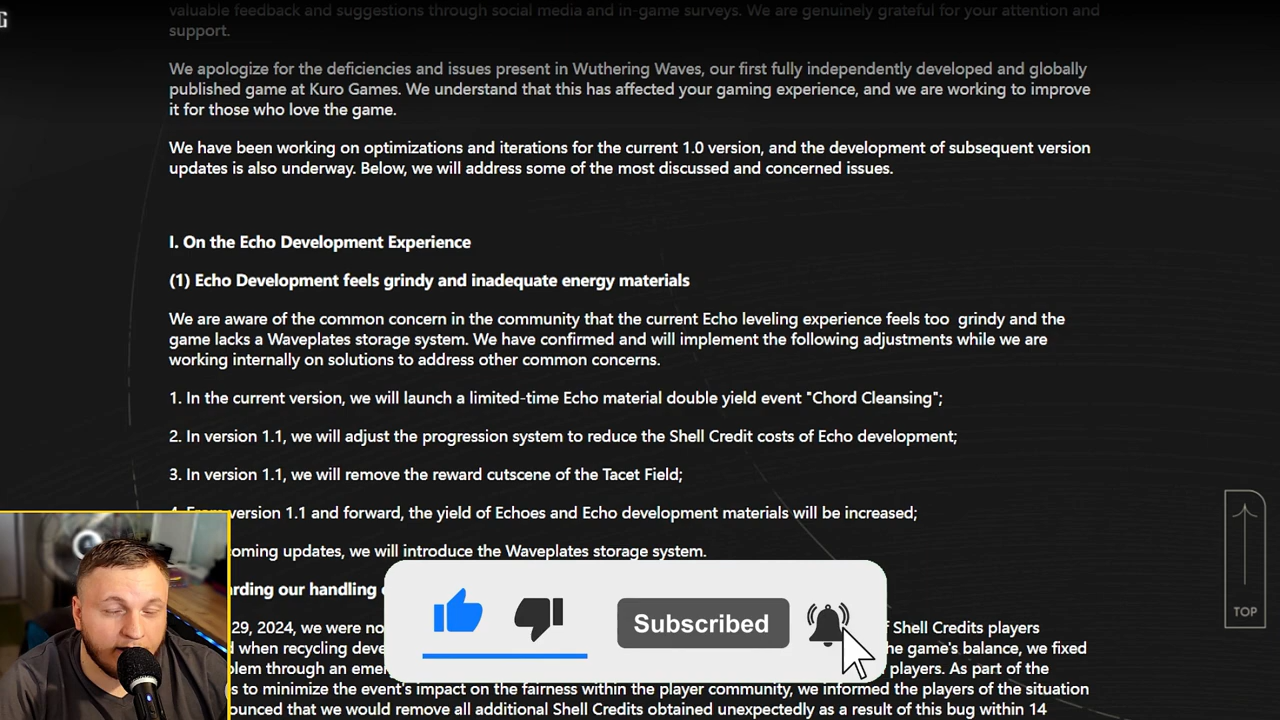 G
valuable feedback and suggestions through social media and in-game surveys. We are genuinely grateful for your attention and
support.
We apologize for the deficiencies and issues present in Wuthering Waves, our first fully independently developed and globally
published game at Kuro Games. We understand that this has affected your gaming experience, and we are working to improve
it for those who love the game.
We have been working on optimizations and iterations for the current 1.0 version, and the development of subsequent version
updates is also underway. Below, we will address some of the most discussed and concerned issues.
I. On the Echo Development Experience
(1) Echo Development feels grindy and inadequate energy materials
We are aware of the common concern in the community that the current Echo leveling experience feels too grindy and the
game lacks a Waveplates storage system. We have confirmed and will implement the following adjustments while we are
working internally on solutions to address other common concerns.
1. In the current version, we will launch a limited-time Echo material double yield event "Chord Cleansing";
2. In version 1.1, we will adjust the progression system to reduce the Shell Credit costs of Echo development;
3. In version 1.1, we will remove the reward cutscene of the Tacet Field;
version 1.1 and forward, the yield of Echoes and Echo development materials will be increased;
oming updates, we will introduce the Waveplates storage system.
rding our handling
29, 2024, we were no
f Shell Credits players
d when recycling deve
the game's balance, we fixed
blem through an eme
players. As part of the
s to minimize the event's impact on the fairness within the player community, we informed the players of the situation
ounced that we would remove all additional Shell Credits obtained unexpectedly as a result of this bug within 14
Subscribed
TOP